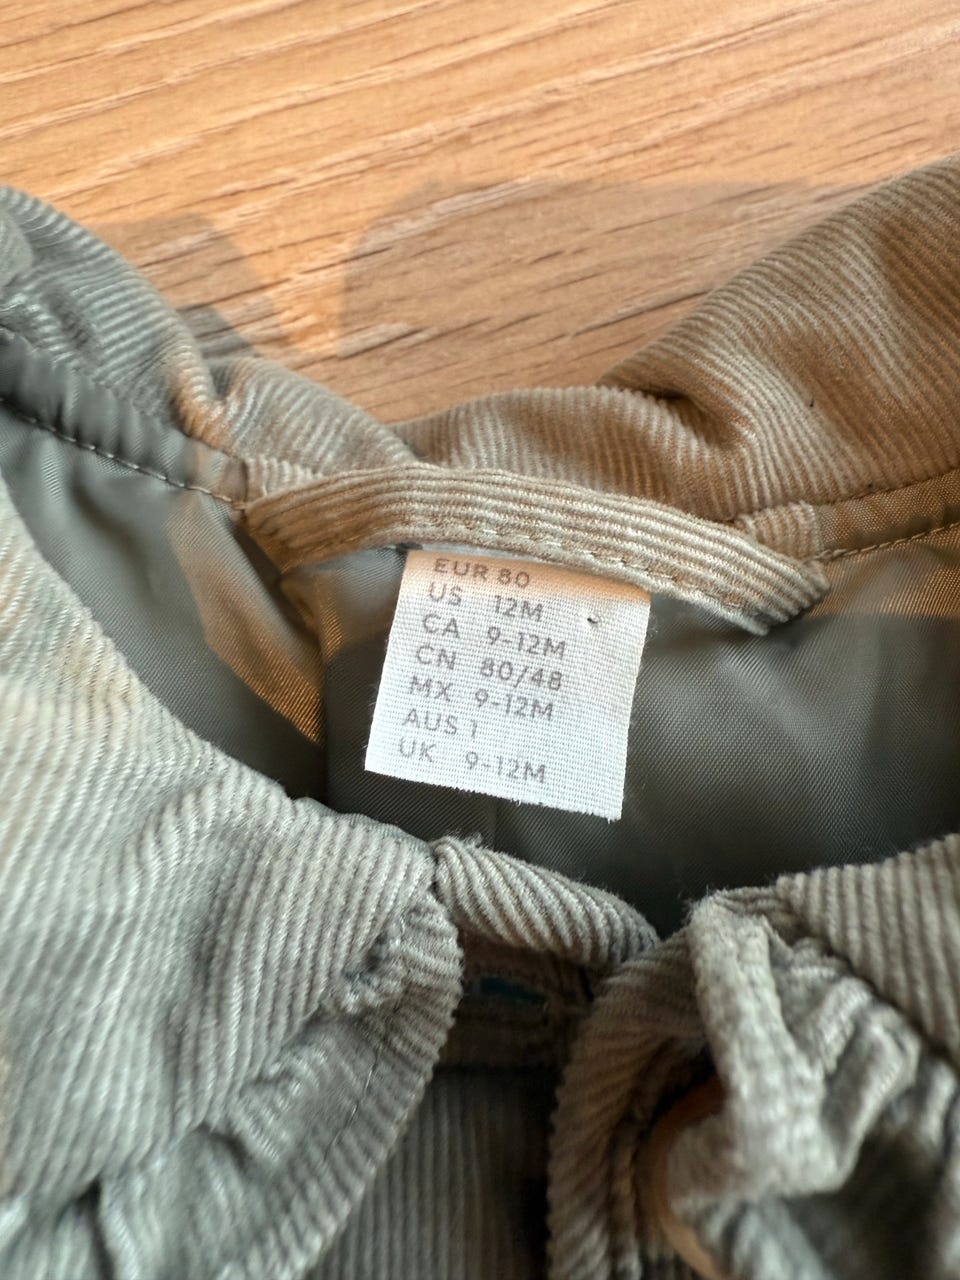 EUR 80
US 12M
CA 9-12M
CN 80/48
MX 9-12M
AUS 1
UK 9-12M